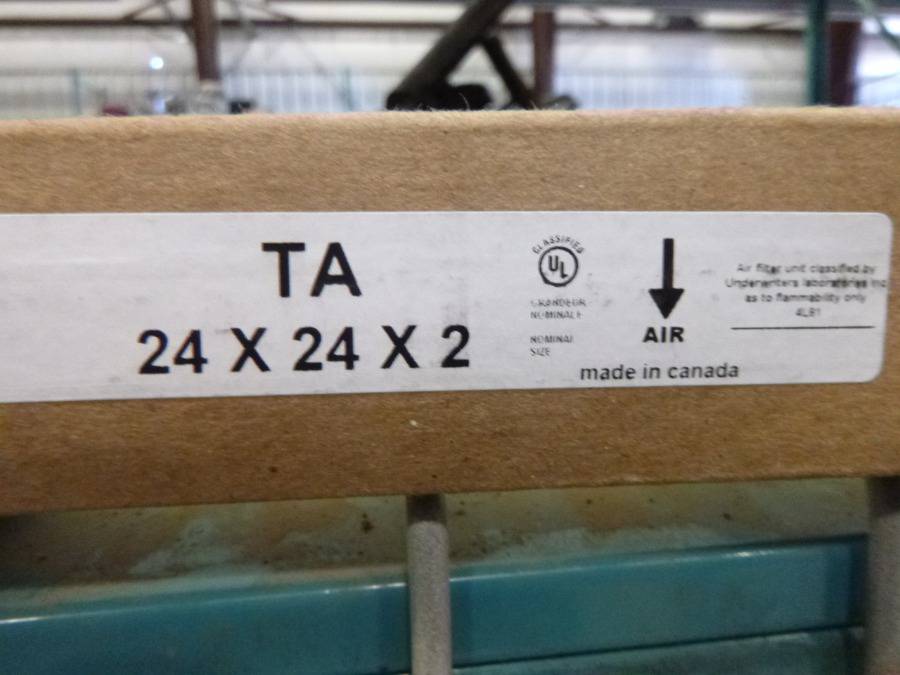 TA
24 X 24 X 2
CLASSIFIED
UL
GRANDEUR
NOMINALE
NOMINAL
SIZE
AIR
made in canada
Air filter unit classified by
Underwriters laboratories inc
as to flammability only
4L81